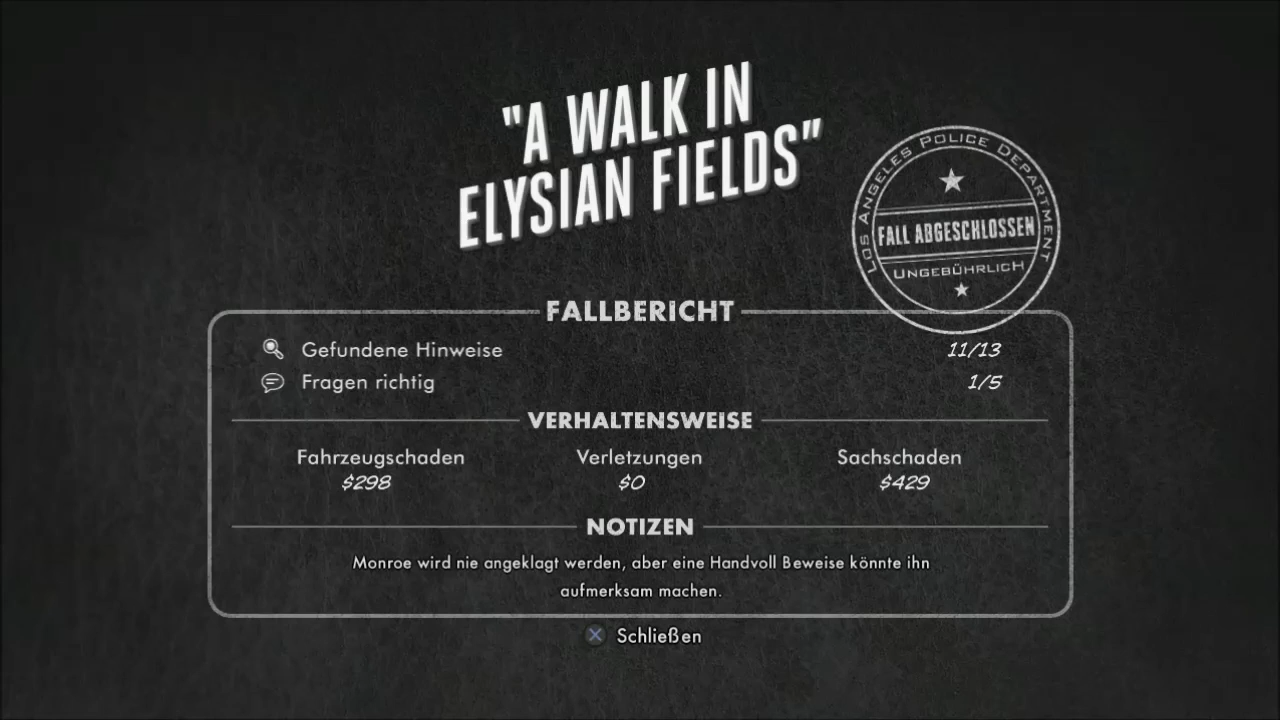 "A WALK IN
ELYSIAN FIELDS"
LOS ANGELES POLICE DEPARTMENT
FALL ABGESCHLOSSEN
UNGEBÜHRLICH
FALLBERICHT
Gefundene Hinweise 11/13
Fragen richtig 1/5
VERHALTENSWEISE
Fahrzeugschaden Verletzungen Sachschaden
$298 $0 $429
NOTIZEN
Monroe wird nie angeklagt werden, aber eine Handvoll Beweise könnte ihn
aufmerksam machen.
Schließen